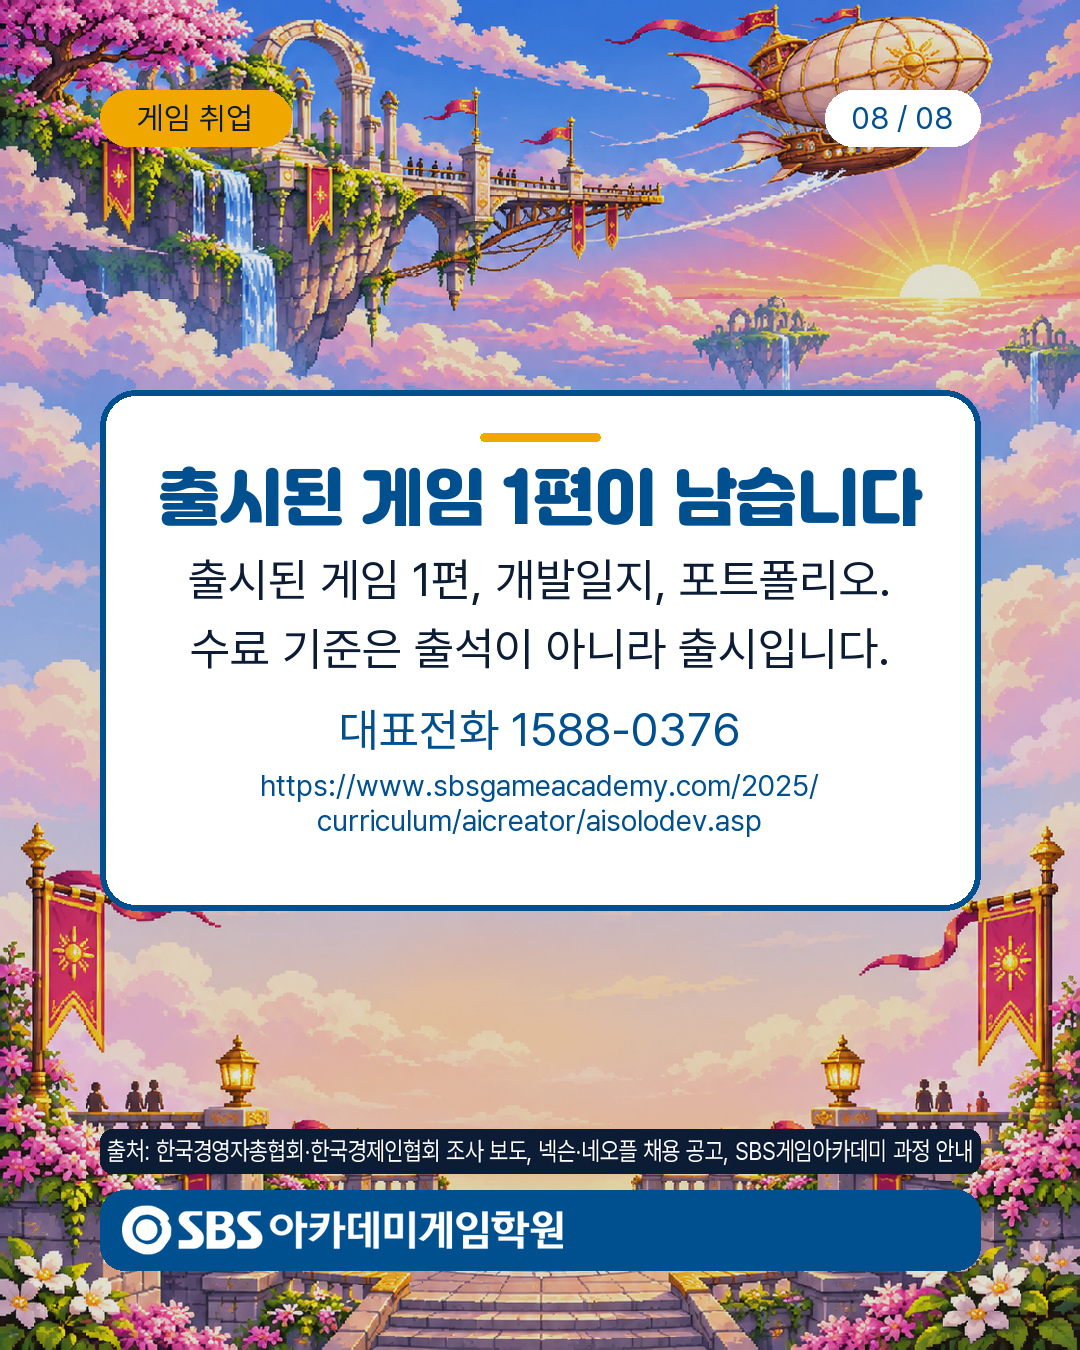 게임 취업
08 / 08
출시된 게임 1편이 남습니다
출시된 게임 1편, 개발일지, 포트폴리오.
수료 기준은 출석이 아니라 출시입니다.
대표전화 1588-0376
https://www.sbsgameacademy.com/2025/
curriculum/aicreator/aisolodev.asp
출처: 한국경영자총협회·한국경제인협회 조사 보도, 넥슨·네오플 채용 공고, SBS게임아카데미 과정 안내
SBS 아카데미게임학원